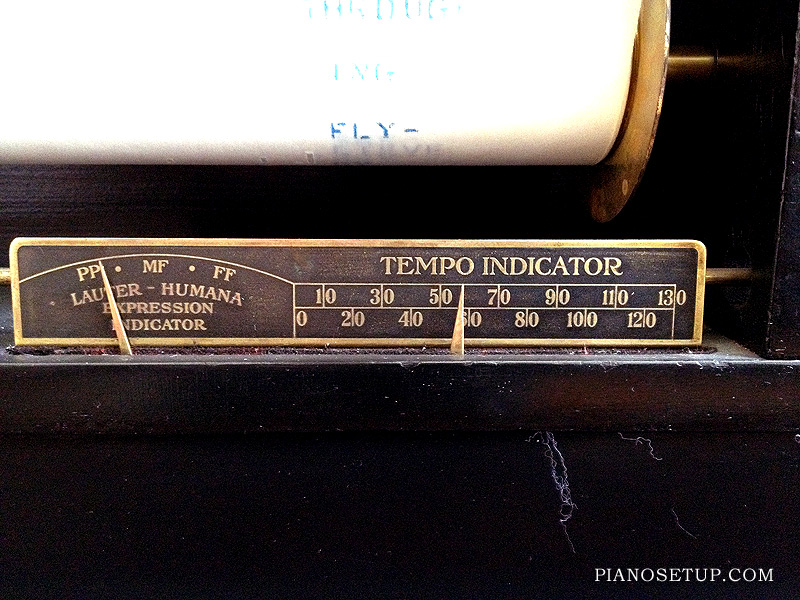 ING
FLY-
PP • MF • FF
LAUTER - HUMANA
EXPRESSION
INDICATOR
TEMPO INDICATOR
10 30 50 70 90 110 130
0 20 40 60 80 100 120
PIANOSETUP.COM